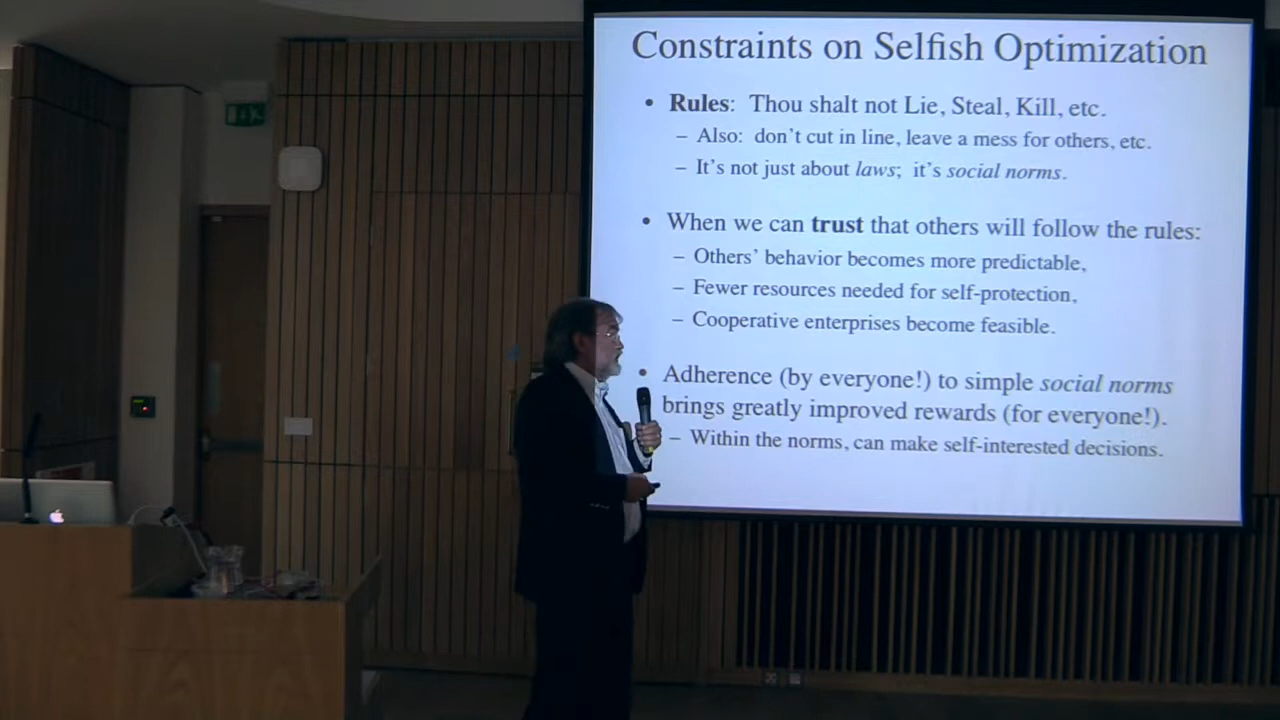 Constraints on Selfish Optimization
• Rules: Thou shalt not Lie, Steal, Kill, etc.
– Also: don't cut in line, leave a mess for others, etc.
– It's not just about laws; it's social norms.
• When we can trust that others will follow the rules:
– Others' behavior becomes more predictable,
– Fewer resources needed for self-protection,
– Cooperative enterprises become feasible.
• Adherence (by everyone!) to simple social norms
brings greatly improved rewards (for everyone!).
– Within the norms, can make self-interested decisions.